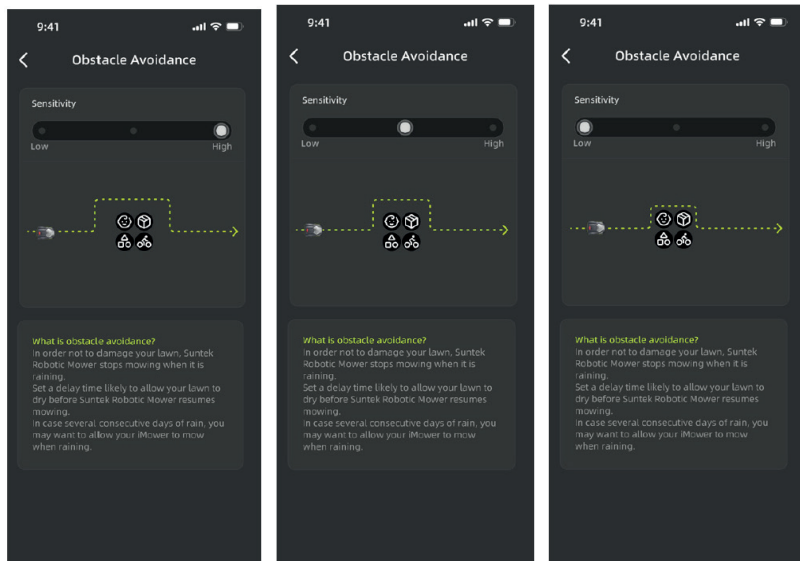 9:41
Obstacle Avoidance
Sensitivity
Low High
What is obstacle avoidance?
In order not to damage your lawn, Suntek
Robotic Mower stops mowing when it is
raining.
Set a delay time likely to allow your lawn to
dry before Suntek Robotic Mower resumes
mowing.
In case several consecutive days of rain, you
may want to allow your iMower to mow
when raining.
9:41
Obstacle Avoidance
Sensitivity
Low High
What is obstacle avoidance?
In order not to damage your lawn, Suntek
Robotic Mower stops mowing when it is
raining.
Set a delay time likely to allow your lawn to
dry before Suntek Robotic Mower resumes
mowing.
In case several consecutive days of rain, you
may want to allow your iMower to mow
when raining.
9:41
Obstacle Avoidance
Sensitivity
Low High
What is obstacle avoidance?
In order not to damage your lawn, Suntek
Robotic Mower stops mowing when it is
raining.
Set a delay time likely to allow your lawn to
dry before Suntek Robotic Mower resumes
mowing.
In case several consecutive days of rain, you
may want to allow your iMower to mow
when raining.